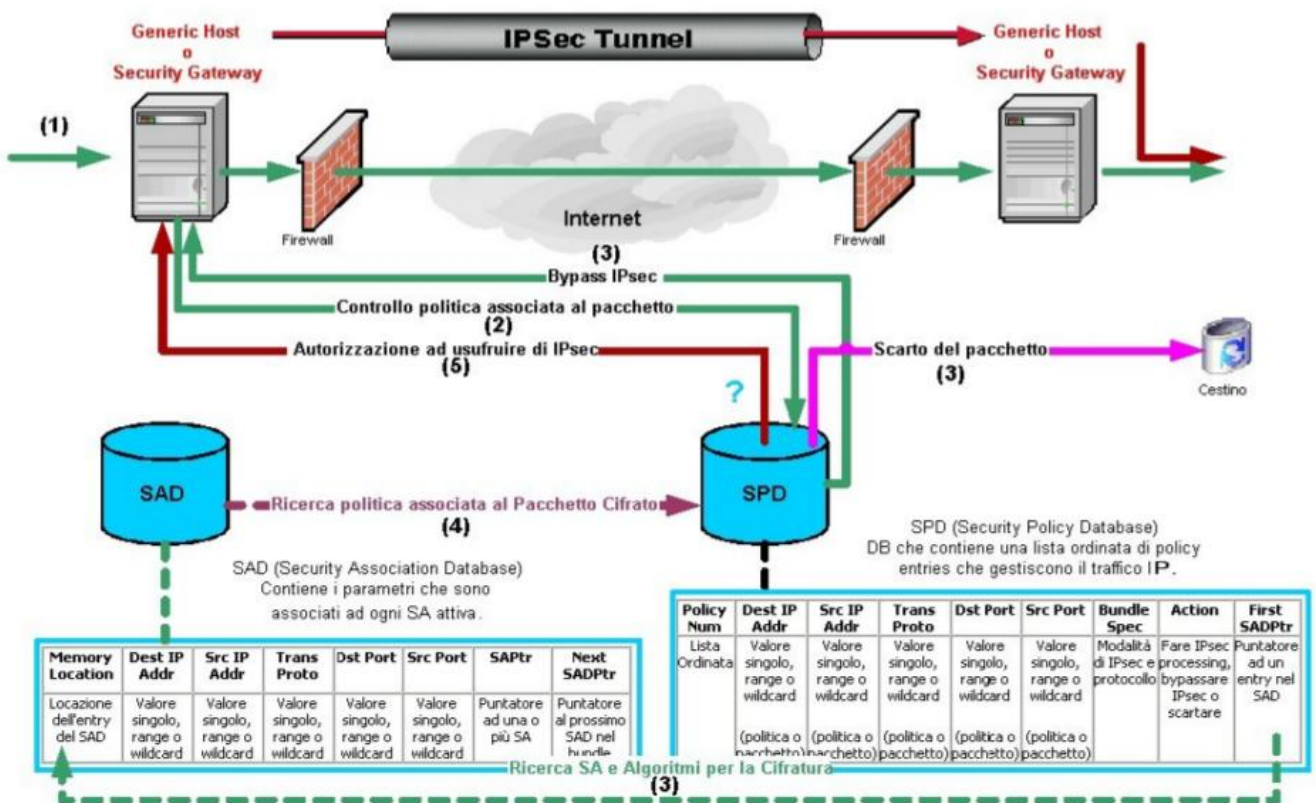 Generic Host
o
Security Gateway
IPSec Tunnel
Generic Host
o
Security Gateway
(1)
Firewall
Internet
Firewall
(3)
Bypass IPsec
Controllo politica associata al pacchetto
(2)
Autorizzazione ad usufruire di IPsec
(5)
Scarto del pacchetto
(3)
Cestino
?
SAD
SPD
Ricerca politica associata al Pacchetto Cifrato
(4)
SAD (Security Association Database)
Contiene i parametri che sono
associati ad ogni SA attiva.
SPD (Security Policy Database)
DB che contiene una lista ordinata di policy
entries che gestiscono il traffico IP.
Memory Location Dest IP Addr Src IP Addr Trans Proto Dst Port Src Port SAPtr Next SADPtr
Locazione dell'entry del SAD Valore singolo, range o wildcard Valore singolo, range o wildcard Valore singolo, range o wildcard Valore singolo, range o wildcard Valore singolo, range o wildcard Puntatore ad una o più SA Puntatore al prossimo SAD nel bundle
Policy Num Dest IP Addr Src IP Addr Trans Proto Dst Port Src Port Bundle Spec Action First SADPtr
Lista Ordinata Valore singolo, range o wildcard (politica o pacchetto) Valore singolo, range o wildcard (politica o pacchetto) Valore singolo, range o wildcard (politica o pacchetto) Valore singolo, range o wildcard (politica o pacchetto) Valore singolo, range o wildcard (politica o pacchetto) Modalità di IPsec e protocollo Fare IPsec processing, bypassare IPsec o scartare Puntatore ad un entry nel SAD
Ricerca SA e Algoritmi per la Cifratura
(3)